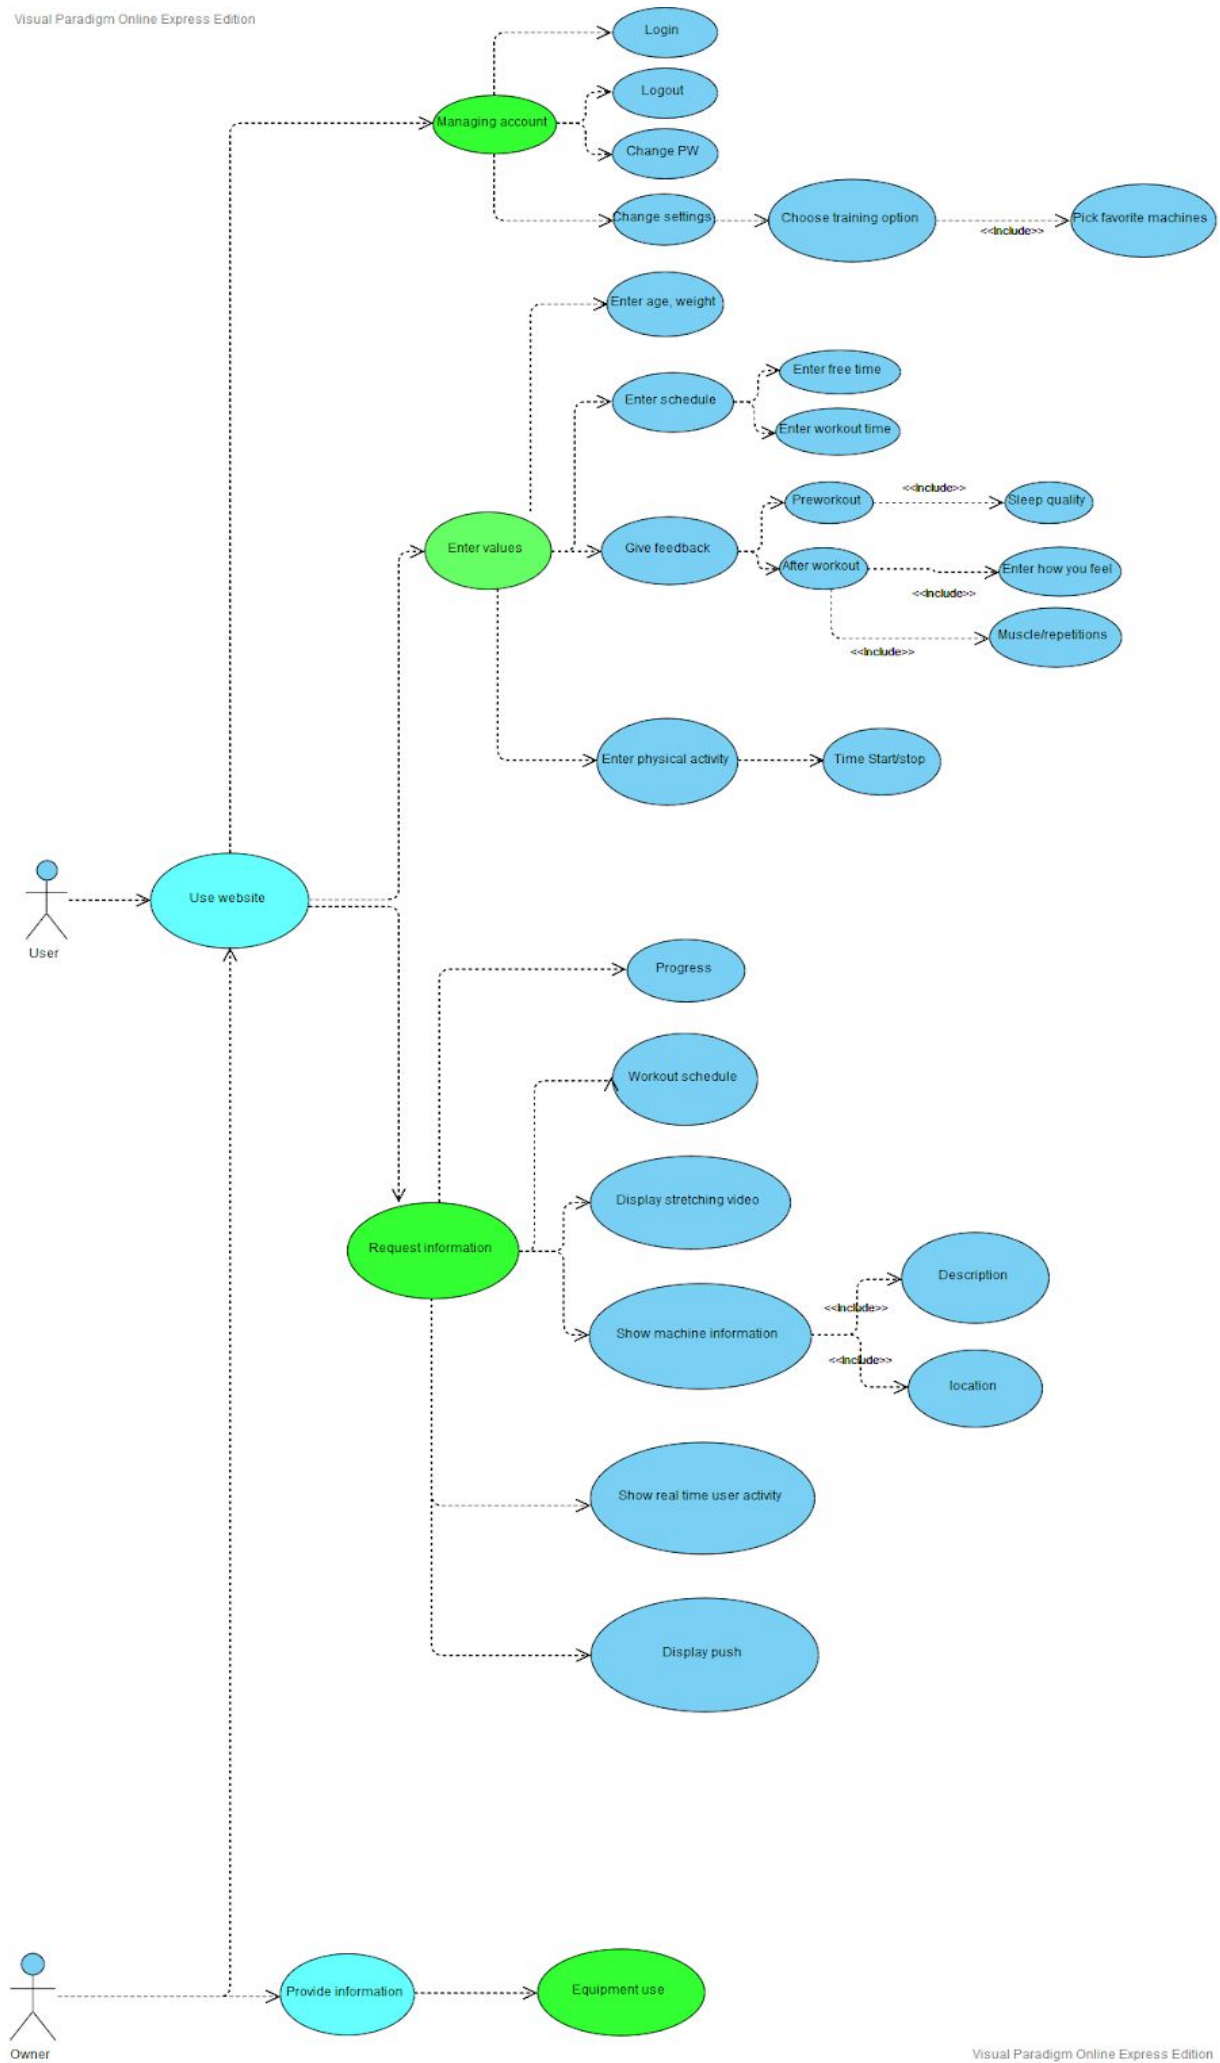 Visual Paradigm Online Express Edition
Login
Logout
Managing account
Change PW
Change settings
Choose training option
<<Include>>
Pick favorite machines
Enter age, weight
Enter free time
Enter schedule
Enter workout time
<<Include>>
Preworkout
Sleep quality
Enter values
Give feedback
After workout
Enter how you feel
<<Include>>
Muscle/repetitions
<<Include>>
Enter physical activity
Time Start/stop
Use website
User
Progress
Workout schedule
Display stretching video
Request information
Description
<<Include>>
Show machine information
<<Include>>
location
Show real time user activity
Display push
Provide information
Equipment use
Owner
Visual Paradigm Online Express Edition